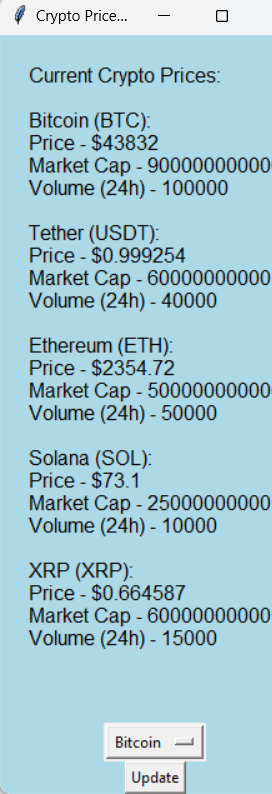 Crypto Price...
Current Crypto Prices:
Bitcoin (BTC):
Price - $43832
Market Cap - 90000000000
Volume (24h) - 100000
Tether (USDT):
Price - $0.999254
Market Cap - 60000000000
Volume (24h) - 40000
Ethereum (ETH):
Price - $2354.72
Market Cap - 50000000000
Volume (24h) - 50000
Solana (SOL):
Price - $73.1
Market Cap - 25000000000
Volume (24h) - 10000
XRP (XRP):
Price - $0.664587
Market Cap - 60000000000
Volume (24h) - 15000
Bitcoin
Update